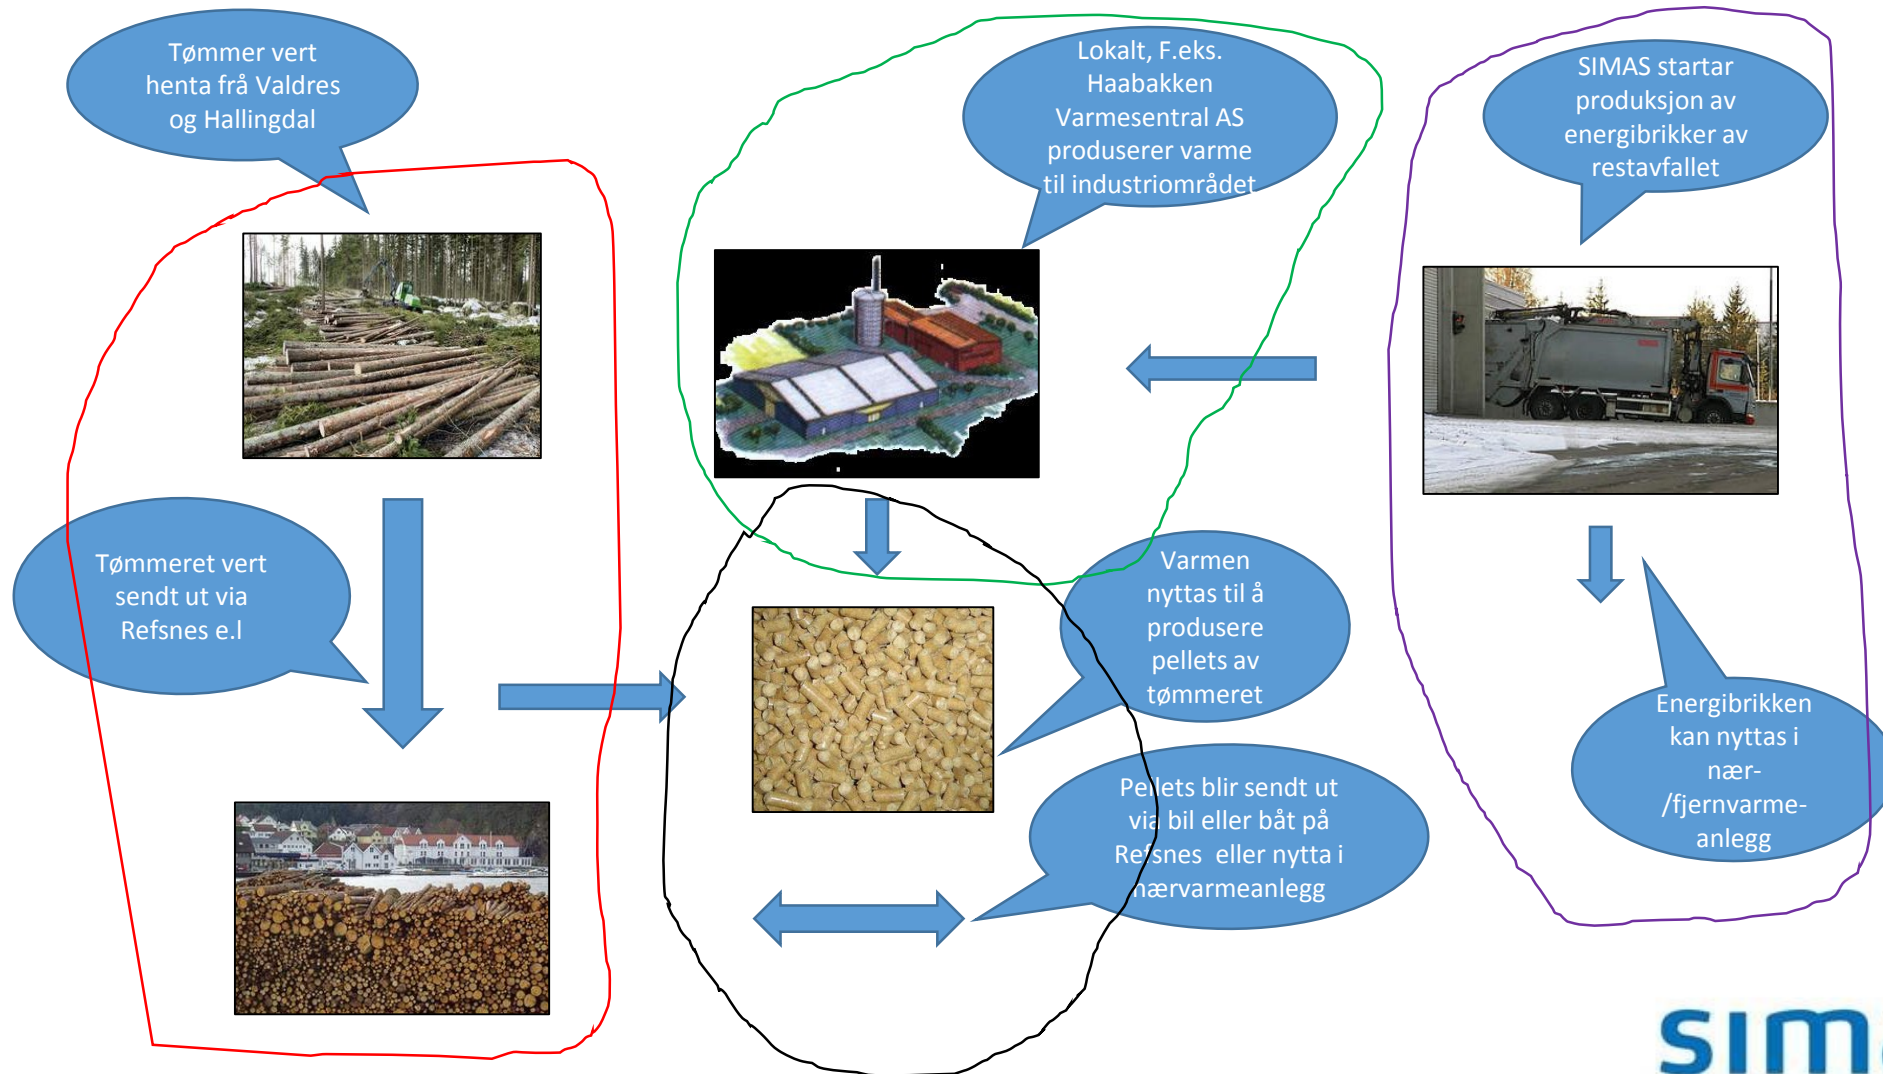 Tømmer vert
henta frå Valdres
og Hallingdal
Lokalt, F.eks.
Haabakken
Varmesentral AS
produserer varme
til industriområdet
SIMAS startar
produksjon av
energibrikker av
restavfallet
Tømmeret vert
sendt ut via
Refsnes e.l
Varmen
nyttas til å
produsere
pellets av
tømmeret
Pellets blir sendt ut
via bil eller båt på
Refsnes eller nytta i
nærvarmeanlegg
Energibrikken
kan nyttas i
nær-
/fjernvarme-
anlegg
sim